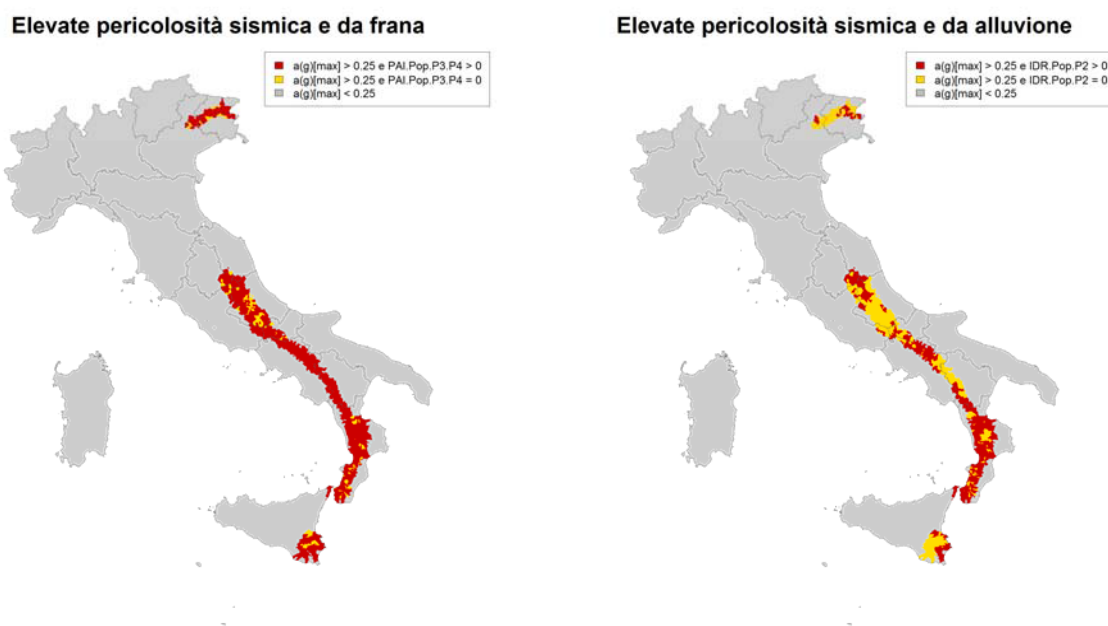 Elevate pericolosità sismica e da frana
a(g)[max] > 0.25 e PAI.Pop.P3.P4 > 0
a(g)[max] > 0.25 e PAI.Pop.P3.P4 = 0
a(g)[max] < 0.25
Elevate pericolosità sismica e da alluvione
a(g)[max] > 0.25 e IDR.Pop.P2 > 0
a(g)[max] > 0.25 e IDR.Pop.P2 = 0
a(g)[max] < 0.25